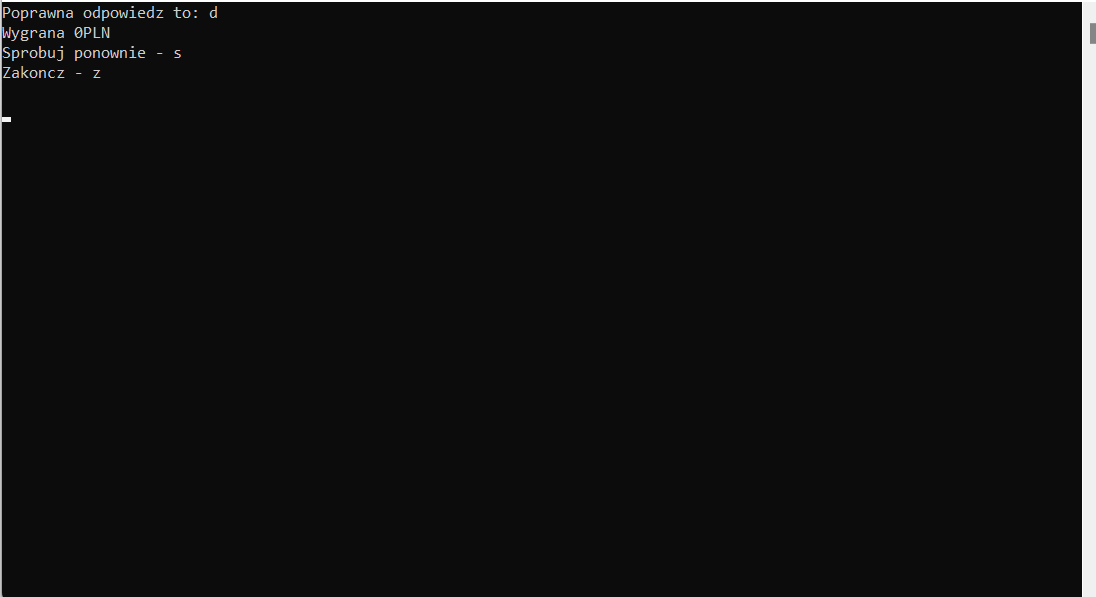 Poprawna odpowiedz to: d
Wygrana 0PLN
Sprobuj ponownie - s
Zakoncz - z